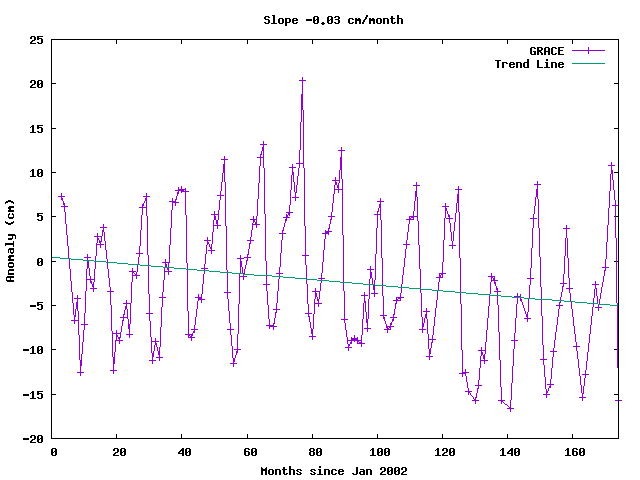 Slope -0.03 cm/month
GRACE
Trend Line
25
20
15
10
5
0
-5
-10
-15
-20
Anomaly (cm)
0 20 40 60 80 100 120 140 160
Months since Jan 2002